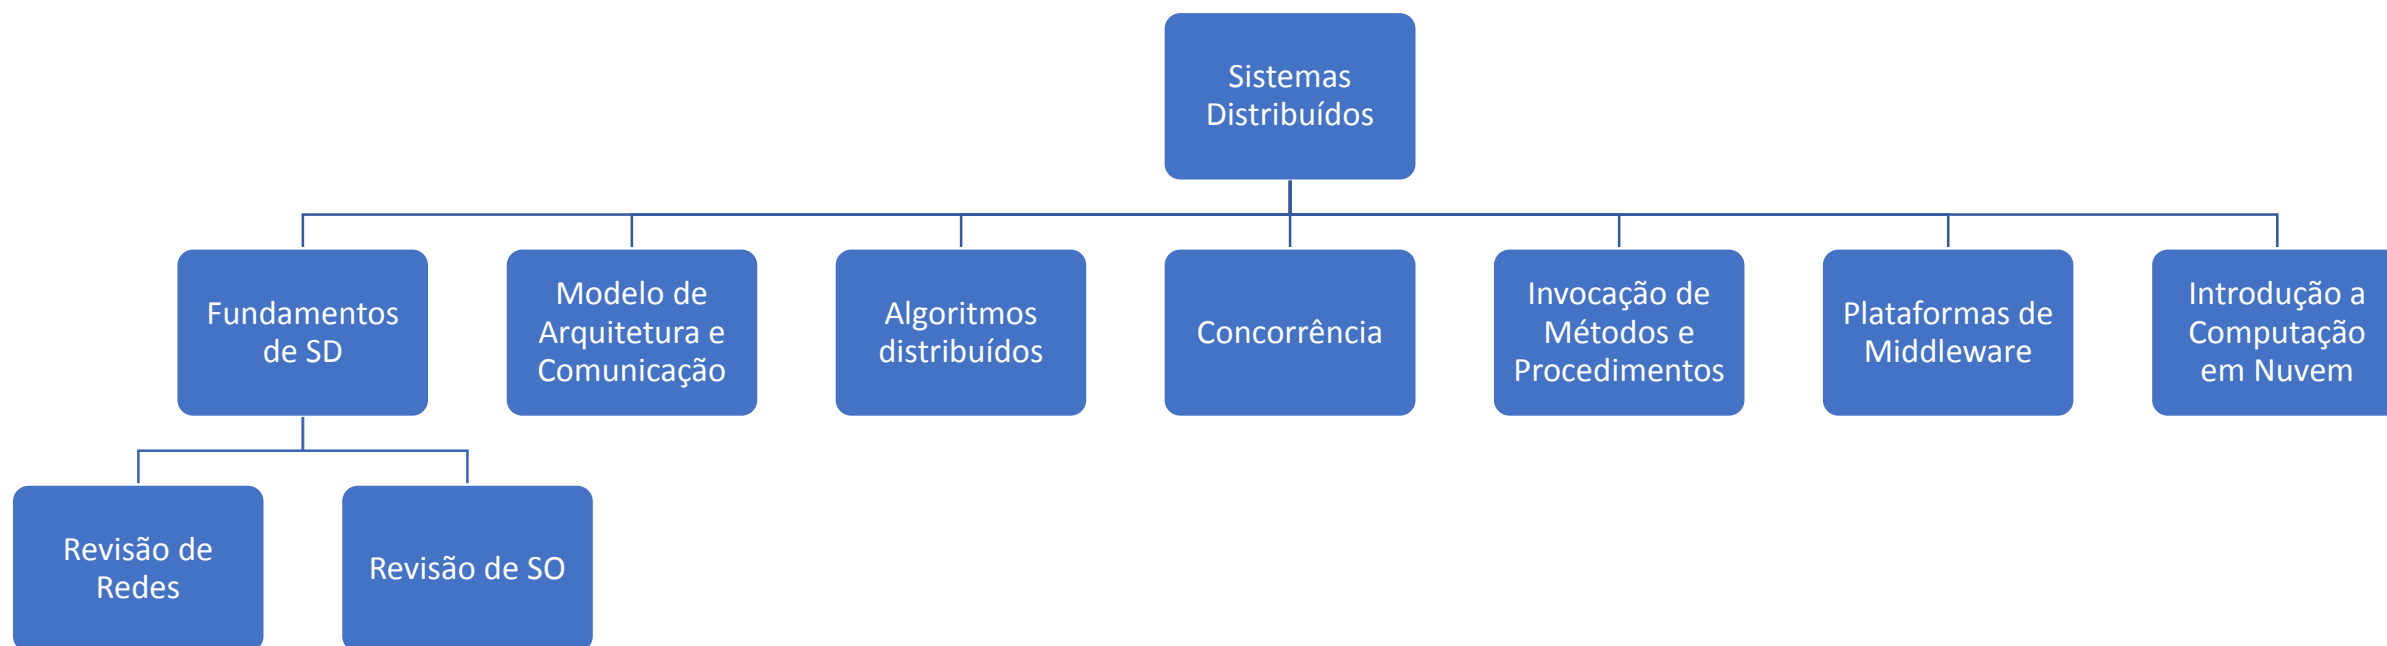 Sistemas
Distribuídos
Fundamentos
de SD
Modelo de
Arquitetura e
Comunicação
Algoritmos
distribuídos
Concorrência
Invocação de
Métodos e
Procedimentos
Plataformas de
Middleware
Introdução a
Computação
em Nuvem
Revisão de
Redes
Revisão de SO